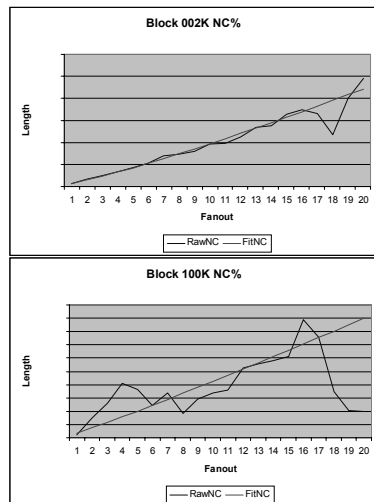 Block 002K NC%
Length
1 2 3 4 5 6 7 8 9 10 11 12 13 14 15 16 17 18 19 20
Fanout
RawNC FitNC
Block 100K NC%
Length
1 2 3 4 5 6 7 8 9 10 11 12 13 14 15 16 17 18 19 20
Fanout
RawNC FitNC